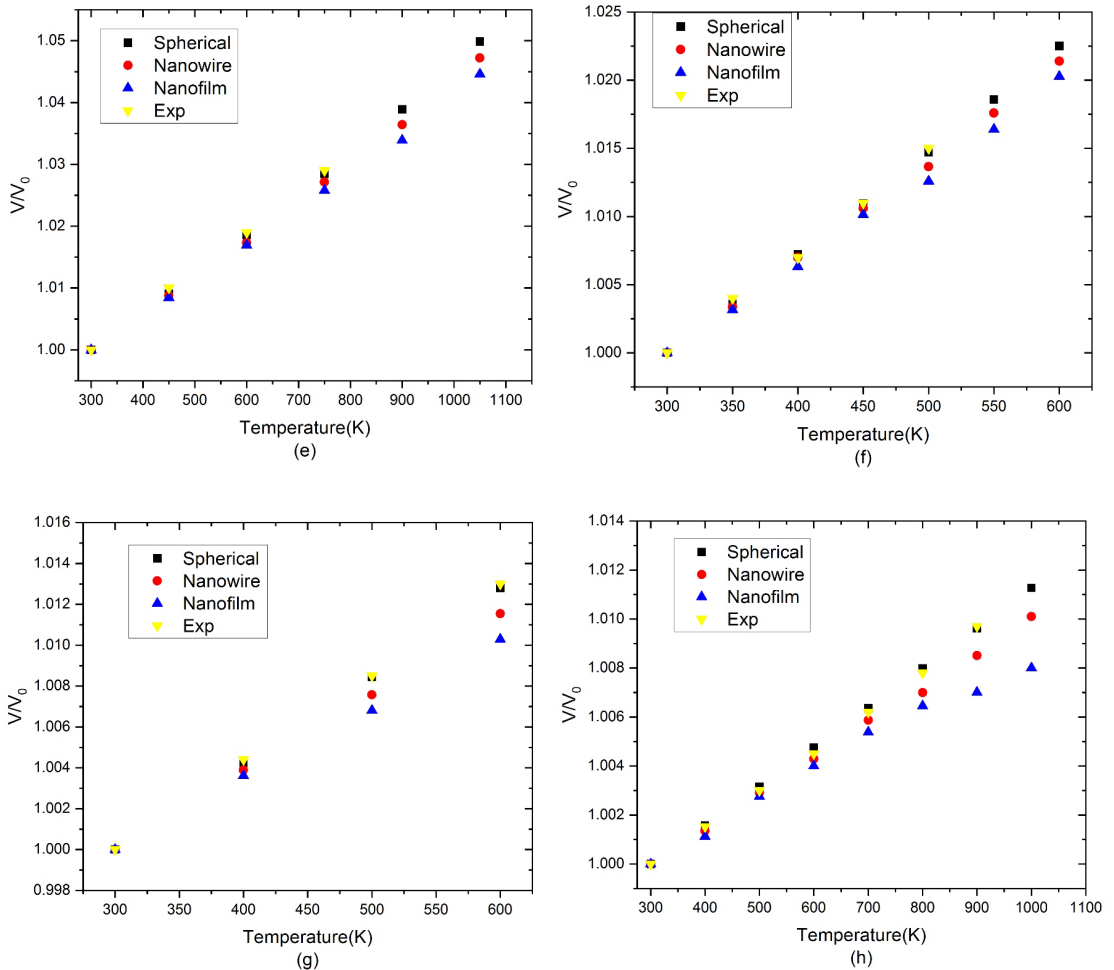 1.05
1.04
1.03
1.02
1.01
1.00
V/V0
Spherical
Nanowire
Nanofilm
Exp
300 400 500 600 700 800 900 1000 1100
Temperature(K)
(e)
1.025
1.020
1.015
1.010
1.005
1.000
V/V0
Spherical
Nanowire
Nanofilm
Exp
300 350 400 450 500 550 600
Temperature(K)
(f)
1.016
1.014
1.012
1.010
1.008
1.006
1.004
1.002
1.000
0.998
V/V0
Spherical
Nanowire
Nanofilm
Exp
300 350 400 450 500 550 600
Temperature(K)
(g)
1.014
1.012
1.010
1.008
1.006
1.004
1.002
1.000
V/V0
Spherical
Nanowire
Nanofilm
Exp
300 400 500 600 700 800 900 1000 1100
Temperature(K)
(h)